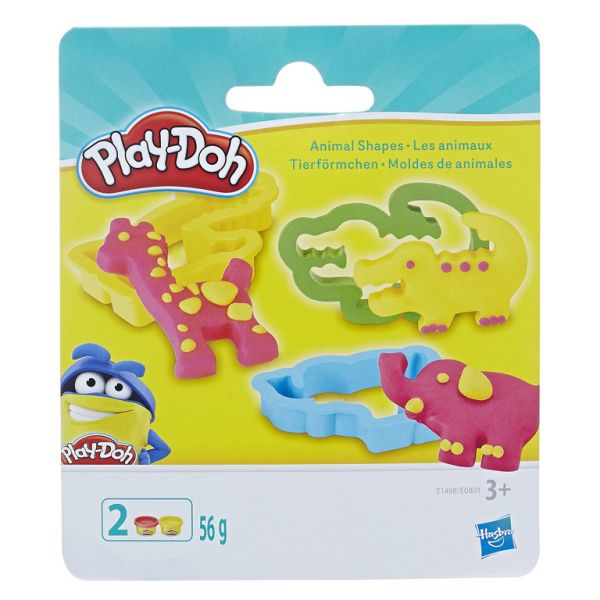 Play-Doh
Animal Shapes • Les animaux
Tierförmchen • Moldes de animales
Play-Doh
E1498/E0801
3+
2
56 g
Hasbro